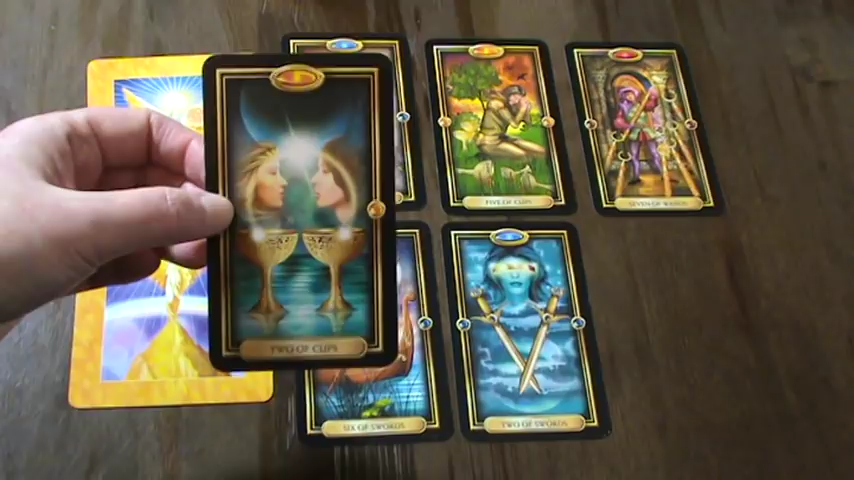 FIVE OF CUPS
SEVEN OF WANDS
TWO OF CUPS
SIX OF SWORDS
TWO OF SWORDS